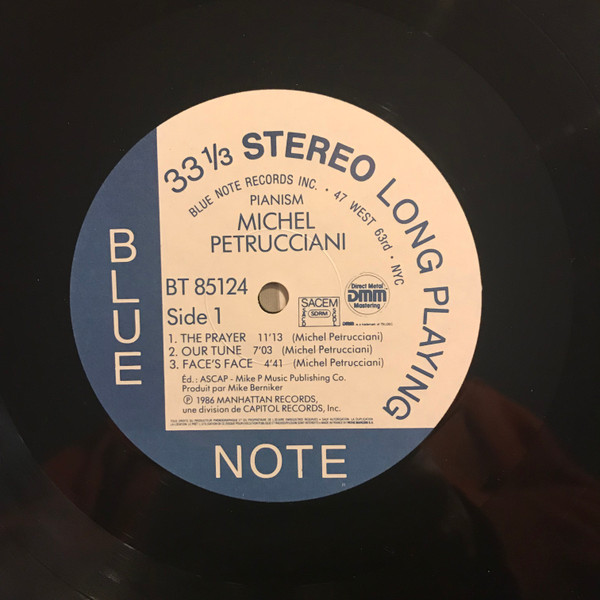 33 1/3 STEREO LONG PLAYING
BLUE NOTE RECORDS INC. • 47 WEST 63rd • NYC
PIANISM
MICHEL
PETRUCCIANI
BT 85124
Side 1
SACEM
SDRM
Direct Metal
DMM
Mastering
1. THE PRAYER 11'13 (Michel Petrucciani)
2. OUR TUNE 7'03 (Michel Petrucciani)
3. FACE'S FACE 4'41 (Michel Petrucciani)
Ed.: ASCAP - Mike P Music Publishing Co.
Produit par Mike Berniker
℗ 1986 MANHATTAN RECORDS,
une division de CAPITOL RECORDS, Inc.
BLUE
NOTE